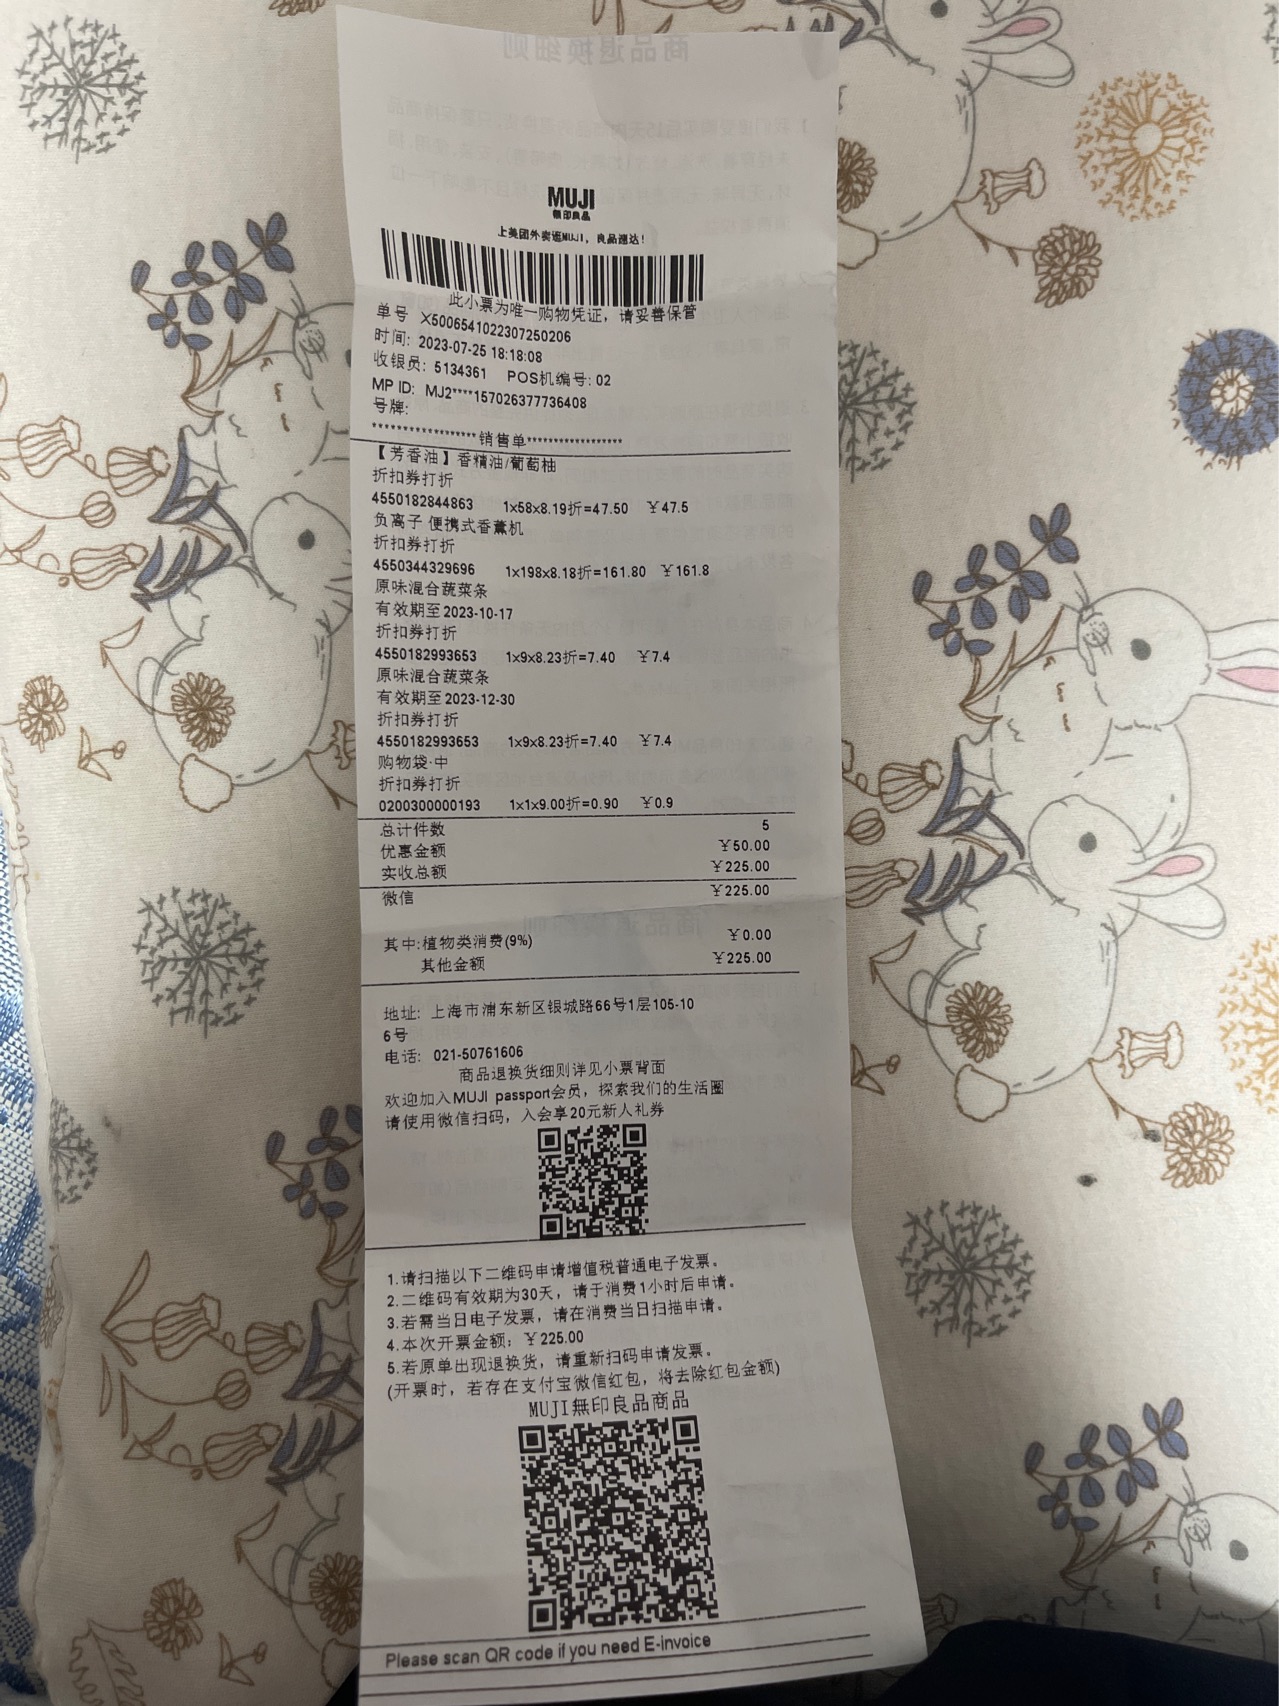 商品退换细则
MUJI
無印良品
上美团外卖逛MUJI，良品速达！
此小票为唯一购物凭证，请妥善保管
单号 X5006541022307250206
时间: 2023-07-25 18:18:08
收银员: 5134361 POS机编号: 02
MP ID: MJ2****157026377736408
号牌:
******************销售单******************
【芳香油】香精油/葡萄柚
折扣券打折
4550182844863 1x58x8.19折=47.50 ￥47.5
负离子 便携式香薰机
折扣券打折
4550344329696 1x198x8.18折=161.80 ￥161.8
原味混合蔬菜条
有效期至2023-10-17
折扣券打折
4550182993653 1x9x8.23折=7.40 ￥7.4
原味混合蔬菜条
有效期至2023-12-30
折扣券打折
4550182993653 1x9x8.23折=7.40 ￥7.4
购物袋·中
折扣券打折
0200300000193 1x1x9.00折=0.90 ￥0.9
总计件数 5
优惠金额 ￥50.00
实收总额 ￥225.00
微信 ￥225.00
商品退换细则
其中:植物类消费(9%) ￥0.00
其他金额 ￥225.00
地址: 上海市浦东新区银城路66号1层105-10
6号
电话: 021-50761606
商品退换货细则详见小票背面
欢迎加入MUJI passport会员，探索我们的生活圈
请使用微信扫码，入会享20元新人礼券
1.请扫描以下二维码申请增值税普通电子发票。
2.二维码有效期为30天，请于消费1小时后申请。
3.若需当日电子发票，请在消费当日扫描申请。
4.本次开票金额：￥225.00
5.若原单出现退换货，请重新扫码申请发票。
(开票时，若存在支付宝微信红包，将去除红包金额)
MUJI無印良品商品
Please scan QR code if you need E-invoice